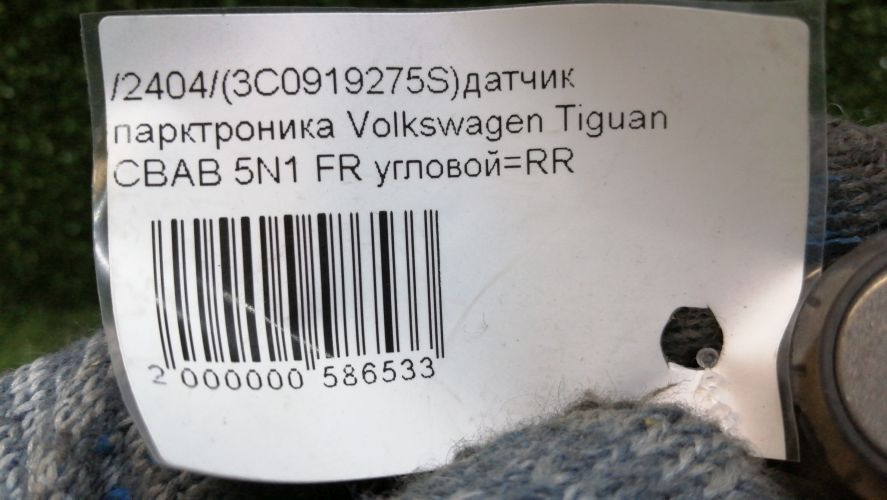 /2404/(3C0919275S)датчик
парктроника Volkswagen Tiguan
CBAB 5N1 FR угловой=RR
2 000000 586533